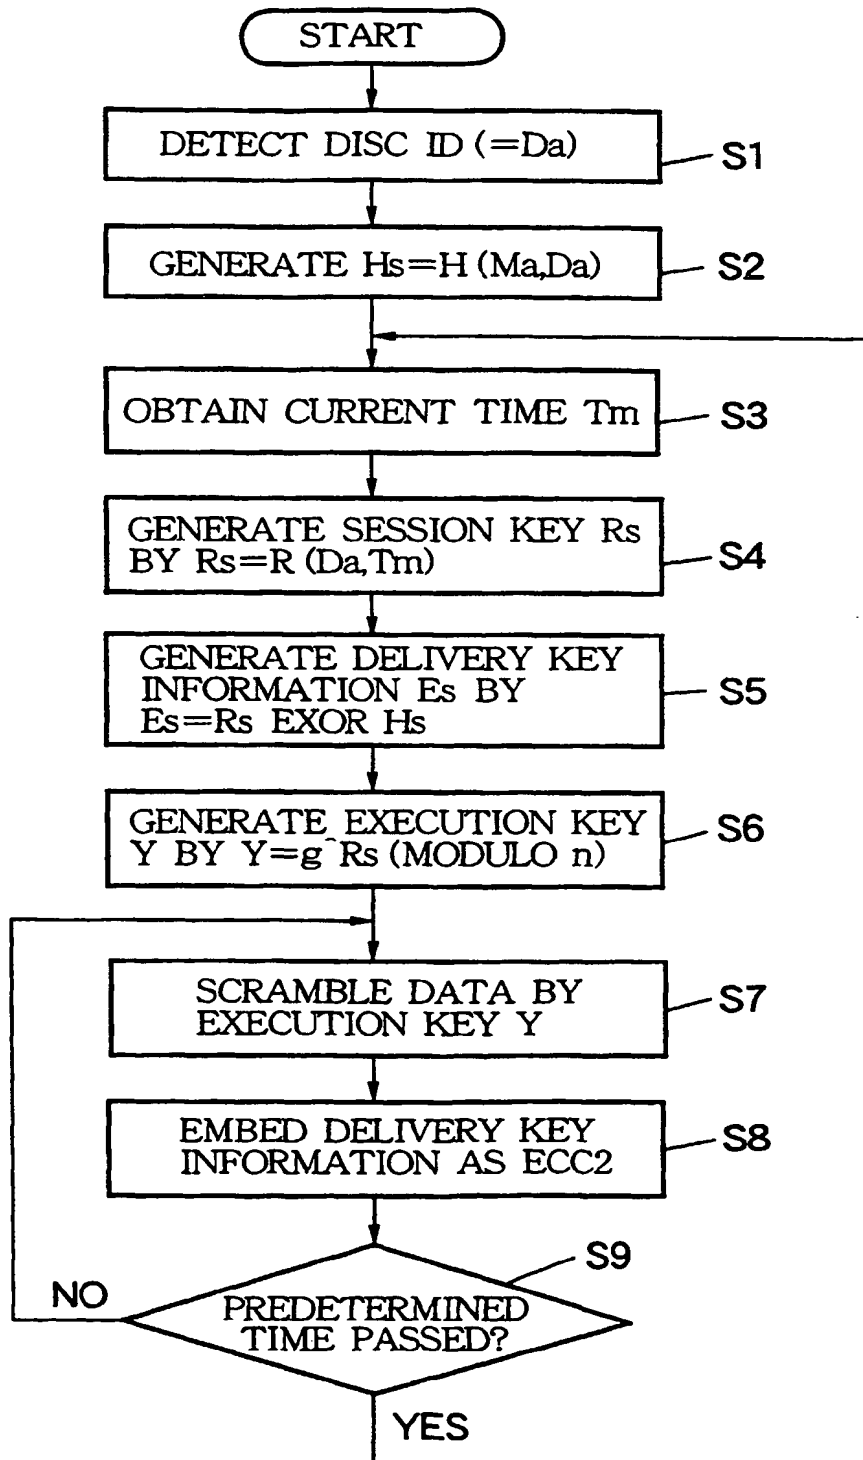 START
DETECT DISC ID (=Da)
S1
GENERATE Hs=H (Ma,Da)
S2
OBTAIN CURRENT TIME Tm
S3
GENERATE SESSION KEY Rs
BY Rs=R (Da,Tm)
S4
GENERATE DELIVERY KEY
INFORMATION Es BY
Es=Rs EXOR Hs
S5
GENERATE EXECUTION KEY
Y BY Y=g^Rs (MODULO n)
S6
SCRAMBLE DATA BY
EXECUTION KEY Y
S7
EMBED DELIVERY KEY
INFORMATION AS ECC2
S8
S9
NO
PREDETERMINED
TIME PASSED?
YES